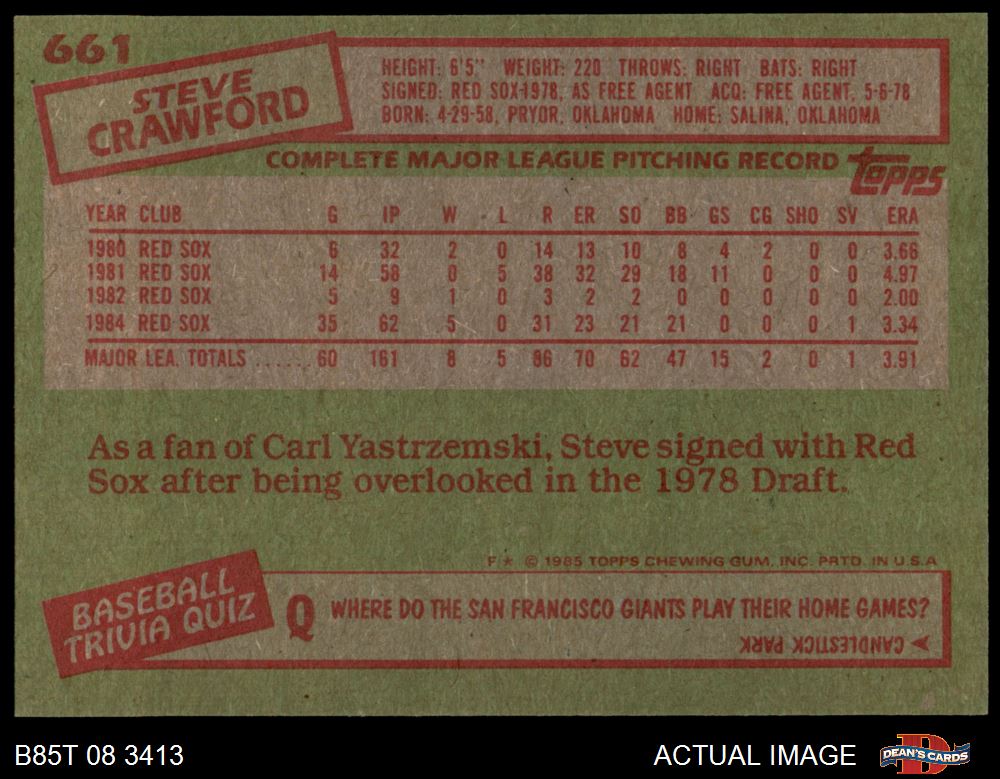 661
STEVE
CRAWFORD
HEIGHT: 6'5" WEIGHT: 220 THROWS: RIGHT BATS: RIGHT
SIGNED: RED SOX-1978, AS FREE AGENT ACQ: FREE AGENT, 5-6-78
BORN: 4-29-58, PRYOR, OKLAHOMA HOME: SALINA, OKLAHOMA
COMPLETE MAJOR LEAGUE PITCHING RECORD topps
YEAR CLUB G IP W L R ER SO BB GS CG SHO SV ERA
1980 RED SOX 6 32 2 0 14 13 10 8 4 2 0 0 3.66
1981 RED SOX 14 58 0 5 38 32 29 18 11 0 0 0 4.97
1982 RED SOX 5 9 1 0 3 2 2 0 0 0 0 0 2.00
1984 RED SOX 35 62 5 0 31 23 21 21 0 0 0 1 3.34
MAJOR LEA. TOTALS ...... 60 161 8 5 86 70 62 47 15 2 0 1 3.91
As a fan of Carl Yastrzemski, Steve signed with Red
Sox after being overlooked in the 1978 Draft.
F * © 1985 TOPPS CHEWING GUM, INC. PRTD. IN U.S.A
BASEBALL
TRIVIA QUIZ
Q WHERE DO THE SAN FRANCISCO GIANTS PLAY THEIR HOME GAMES?
CANDLESTICK PARK
B85T 08 3413 ACTUAL IMAGE DEAN'S CARDS